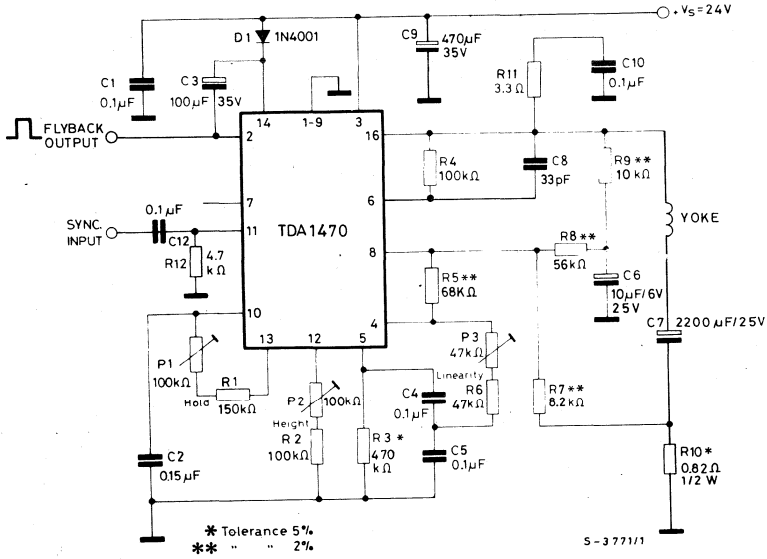 + VS = 24V
D1 1N4001
C9 470µF 35V
C10 0.1µF
R11 3.3Ω
C1 0.1µF
C3 100µF 35V
14 1-9 3
FLYBACK OUTPUT
2
16
R4 100kΩ
C8 33pF
R9 ** 10 kΩ
6
7
YOKE
0.1µF
C12
SYNC. INPUT
11
TDA1470
R8 ** 56kΩ
8
R12 4.7 kΩ
R5 ** 68KΩ
C6 10µF/6V 25V
10
4
C7 2200µF/25V
13 12 5
P1 100kΩ
P3 47kΩ
Linearity
Hold
R1 150kΩ
P2 100kΩ
C4 0.1µF
R6 47kΩ
R7 ** 8.2kΩ
Height
R2 100kΩ
R3 * 470 kΩ
C2 0.15µF
C5 0.1µF
R10* 0.82Ω 1/2 W
* Tolerance 5%
** " " 2%
S-3771/1